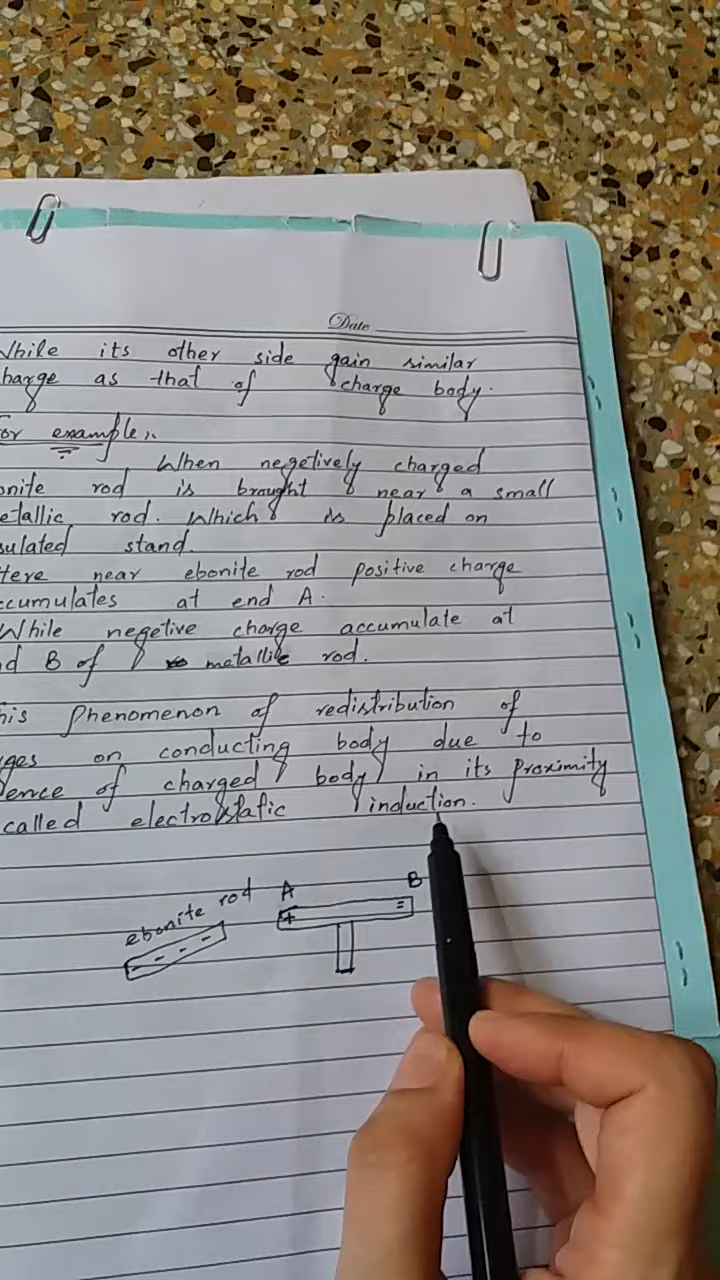 Date
While its other side gain similar
harge as that of charge body.
or example:
When negetively charged
onite rod is brought near a small
etallic rod. Which is placed on
sulated stand.
Here near ebonite rod positive charge
ccumulates at end A.
While negetive charge accumulate at
nd B of metallic rod.
his Phenomenon of redistribution of
ges on conducting body due to
ence of charged body in its Proximity
called electrostatic induction.
ebonite rod A B
+ =
- - - -